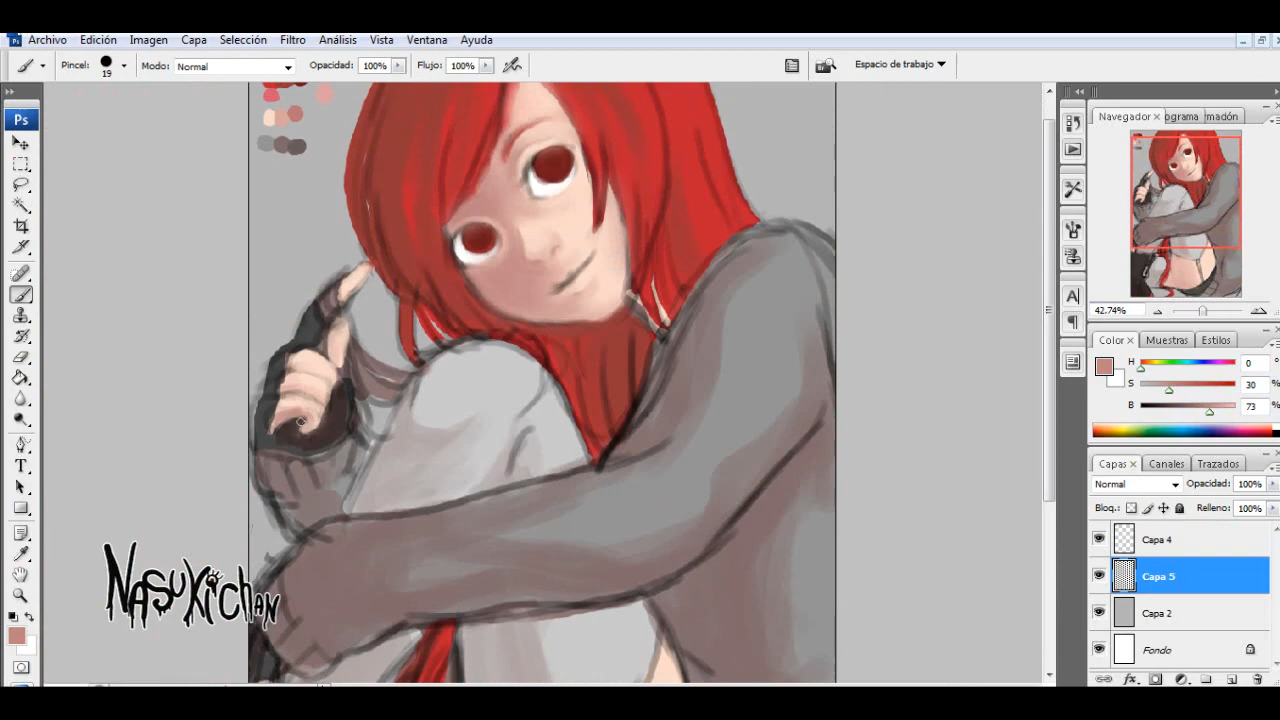 Archivo Edición Imagen Capa Selección Filtro Análisis Vista Ventana Ayuda
Pincel: 19 Modo: Normal Opacidad: 100% Flujo: 100% Espacio de trabajo
Ps
Navegador × ograma rmadón
42.74%
Color × Muestras Estilos
H 0 °
S 30 %
B 73 %
Capas × Canales Trazados
Normal Opacidad: 100%
Bloq.: Relleno: 100%
Capa 4
Capa 5
Capa 2
Fondo
NASUKiCHAN